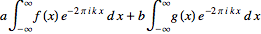 a∫_{-∞}^{∞} f(x) e^{-2πikx} dx + b∫_{-∞}^{∞} g(x) e^{-2πikx} dx